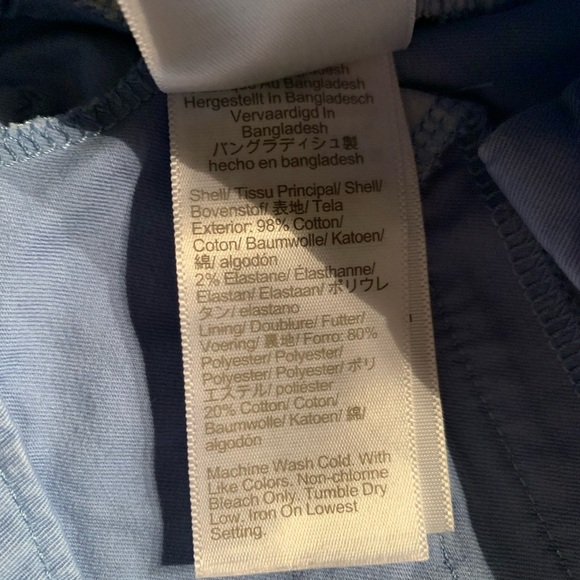 Bangladesh
Au Bangladesh
Hergestellt In Bangladesch
Vervaardigd In
Bangladesh
バングラディシュ製
hecho en bangladesh
Shell/ Tissu Principal/ Shell/
Bovenstof/ 表地/ Tela
Exterior: 98% Cotton/
Coton/ Baumwolle/ Katoen/
綿/ algodón
2% Elastane/ Élasthanne/
Elastan/ Elastaan/ ポリウレ
タン/ elastano
Lining/ Doublure/ Futter/
Voering/ 裏地/ Forro: 80%
Polyester/ Polyester/
Polyester/ Polyester/ ポリ
エステル/ poliéster
20% Cotton/ Coton/
Baumwolle/ Katoen/ 綿/
algodón
Machine Wash Cold. With
Like Colors. Non-chlorine
Bleach Only. Tumble Dry
Low. Iron On Lowest
Setting.